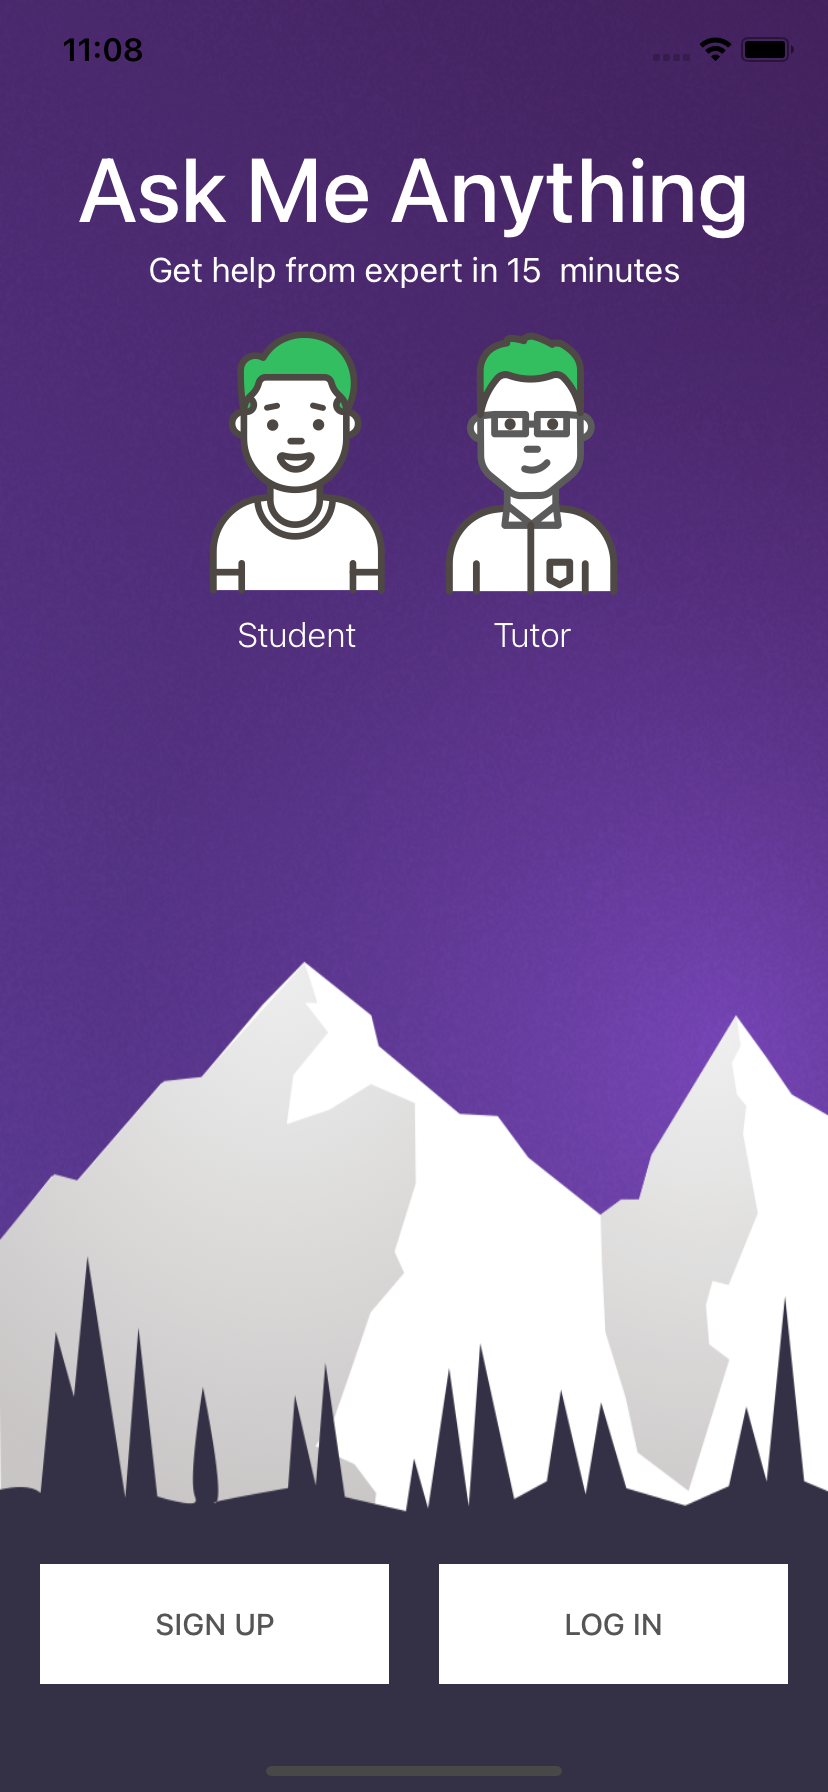 11:08
Ask Me Anything
Get help from expert in 15  minutes
Student
Tutor
SIGN UP
LOG IN